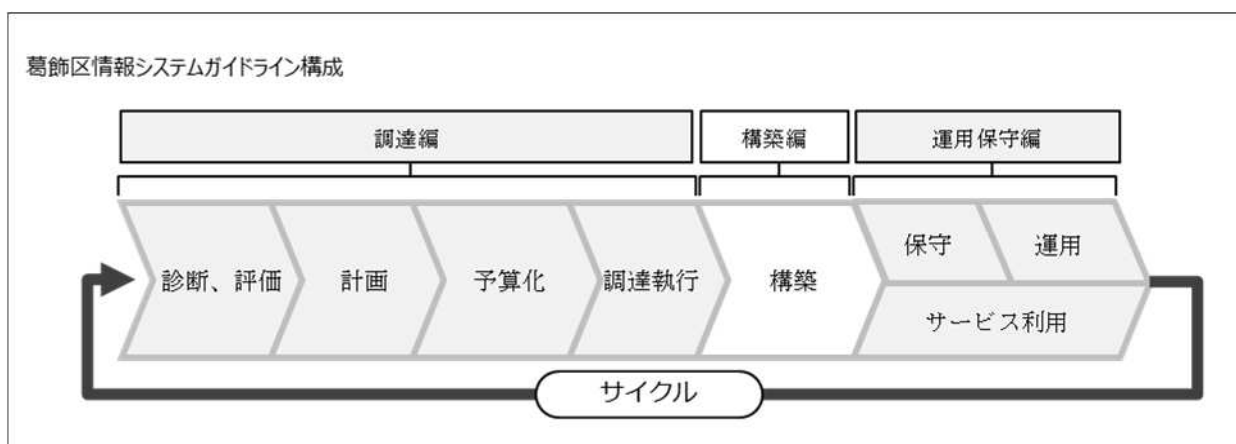 葛飾区情報システムガイドライン構成
調達編
構築編
運用保守編
診断、評価
計画
予算化
調達執行
構築
保守
運用
サービス利用
サイクル